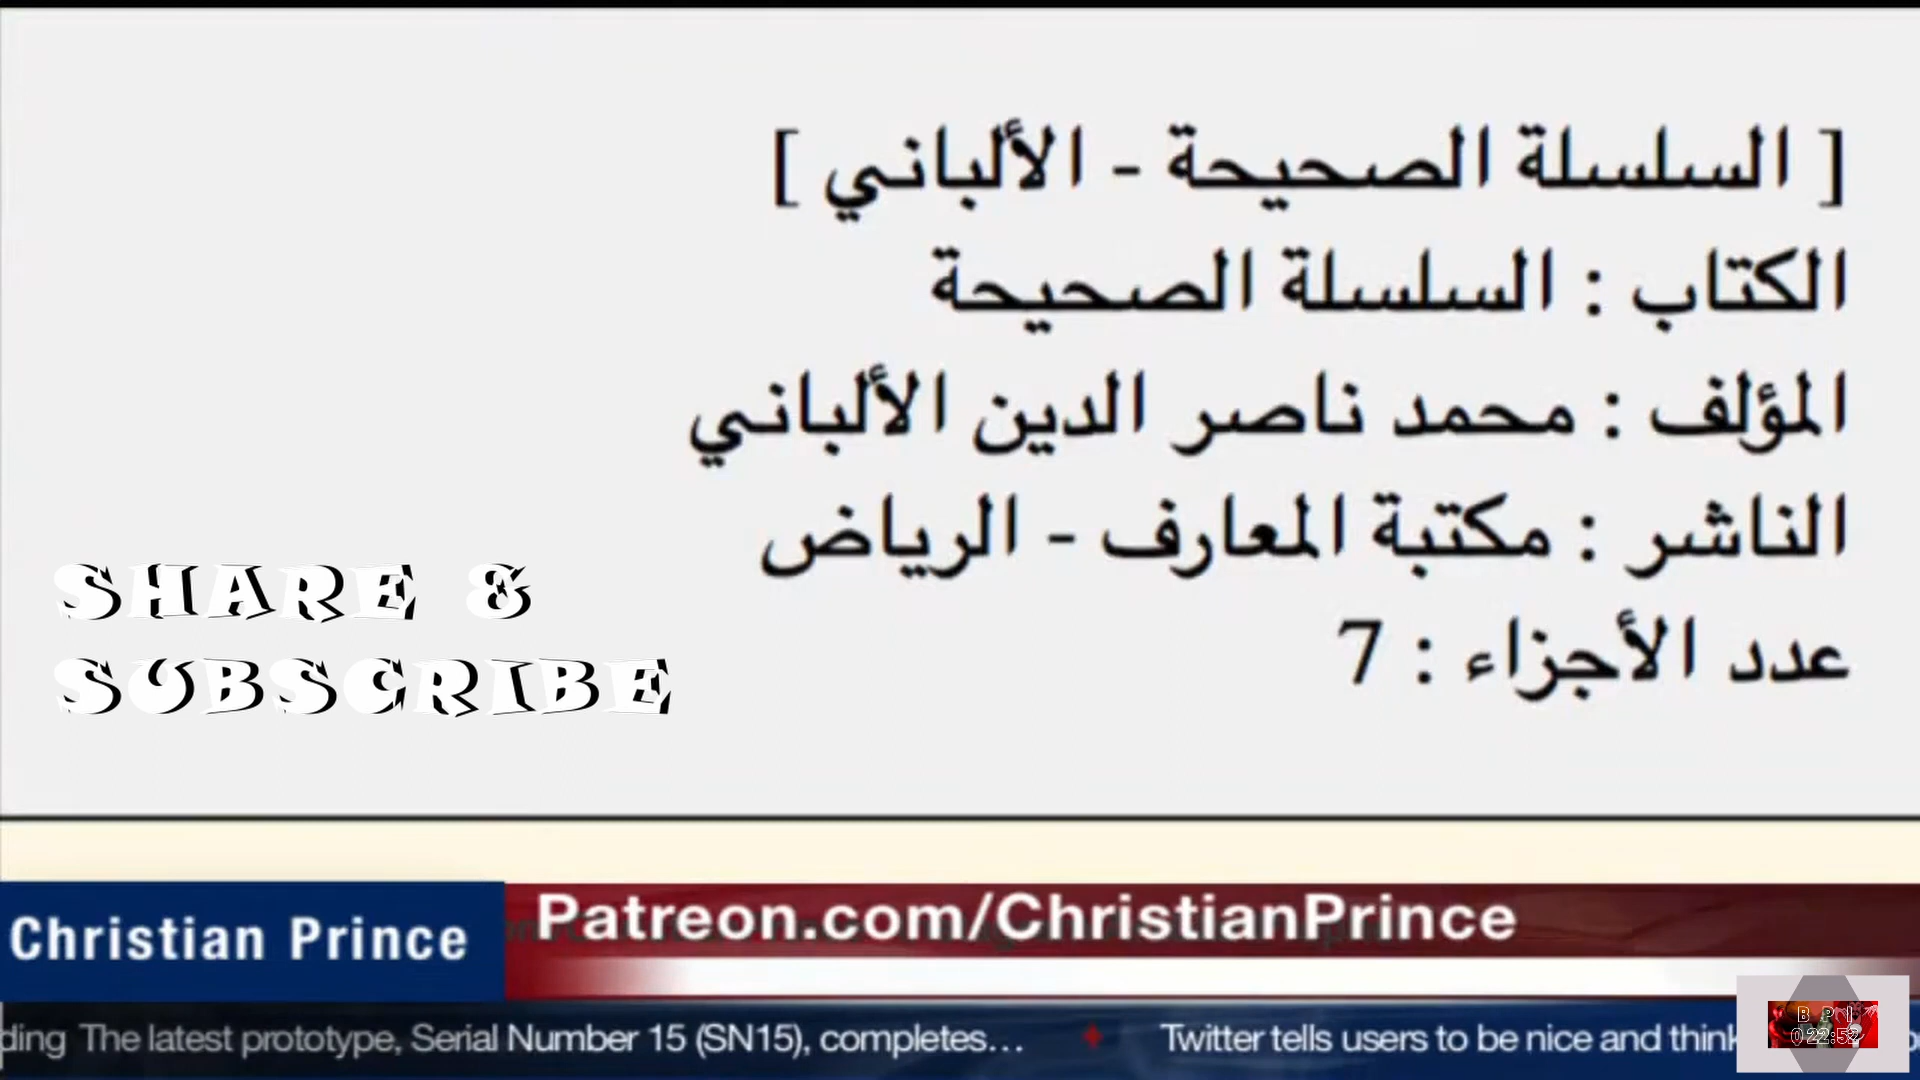 [ السلسلة الصحيحة - الألباني ]
الكتاب : السلسلة الصحيحة
المؤلف : محمد ناصر الدين الألباني
الناشر : مكتبة المعارف - الرياض
عدد الأجزاء : 7
SHARE &
SUBSCRIBE
Patreon.com/ChristianPrince
Christian Prince
ding The latest prototype, Serial Number 15 (SN15), completes... Twitter tells users to be nice and think
B P I